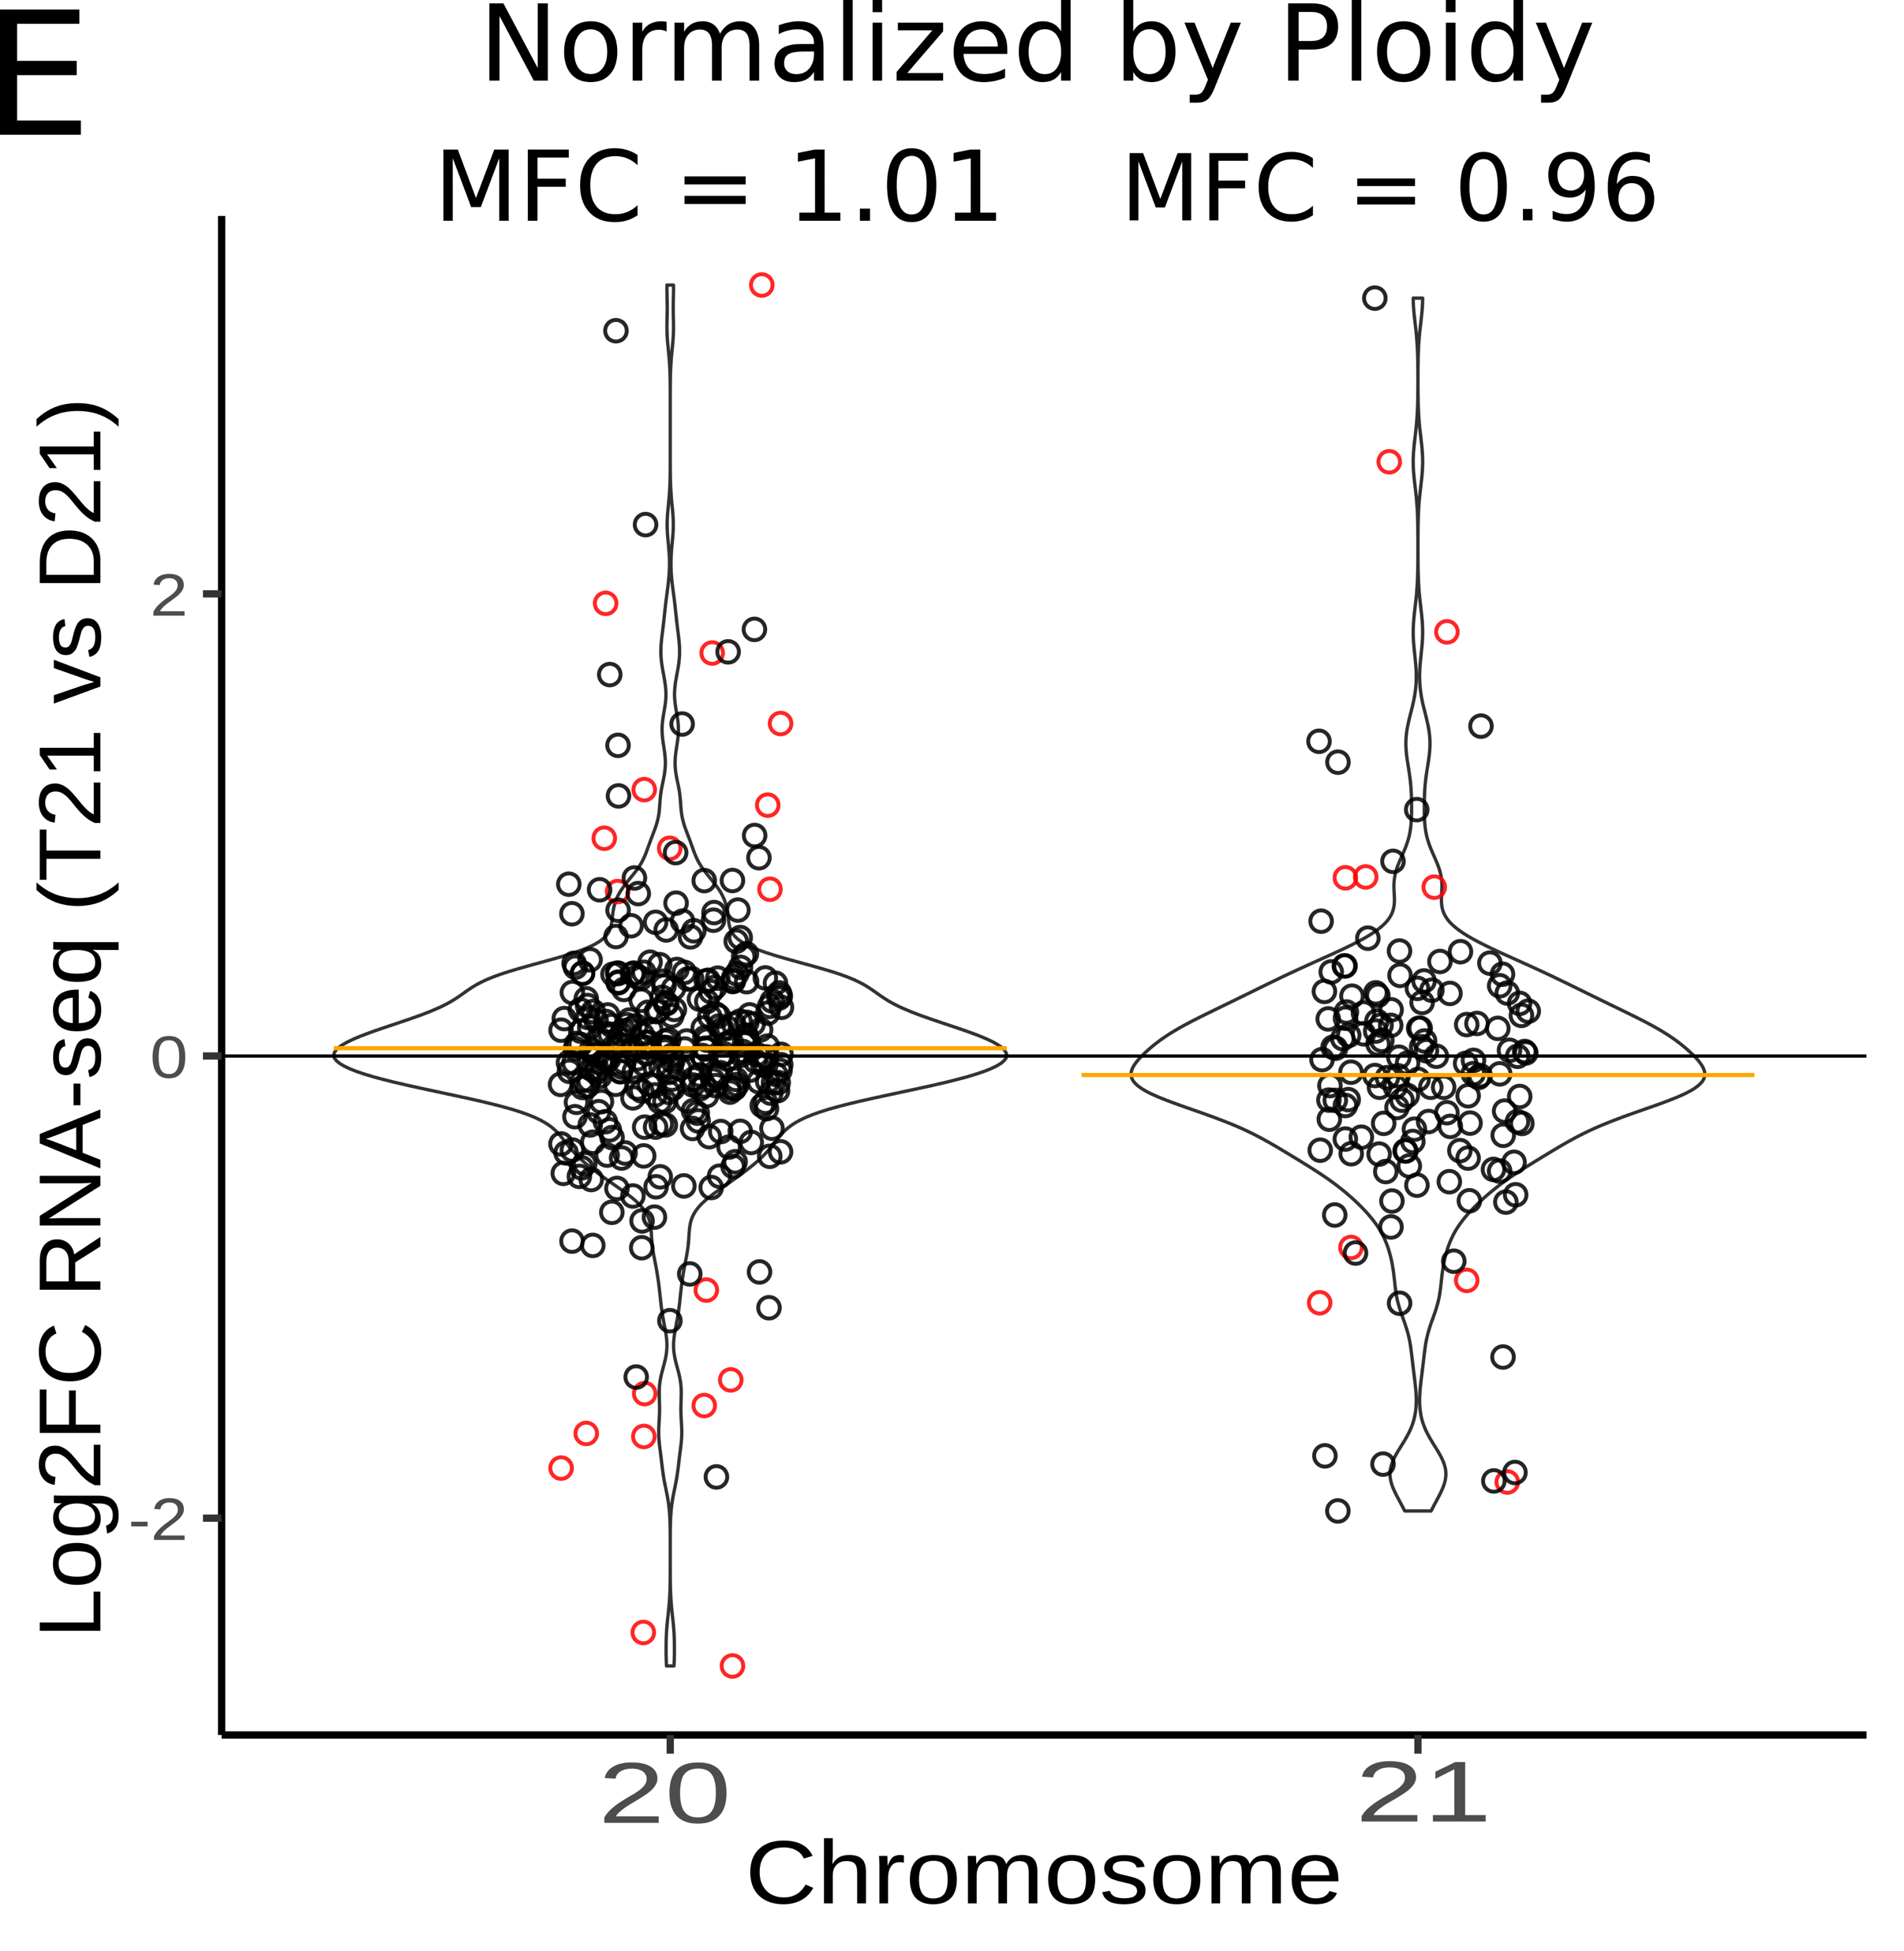 E
Normalized by Ploidy
MFC = 1.01 MFC = 0.96
Log2FC RNA-seq (T21 vs D21)
2
0
-2
20 21
Chromosome